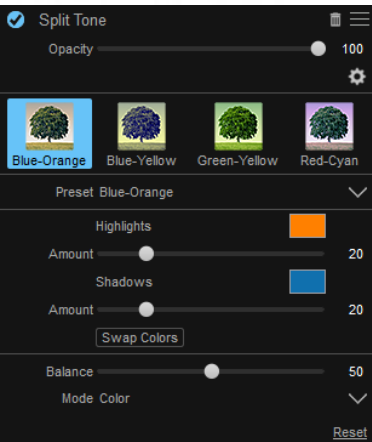 Split Tone
Opacity 100
Blue-Orange Blue-Yellow Green-Yellow Red-Cyan
Preset Blue-Orange
Highlights
Amount 20
Shadows
Amount 20
Swap Colors
Balance 50
Mode Color
Reset